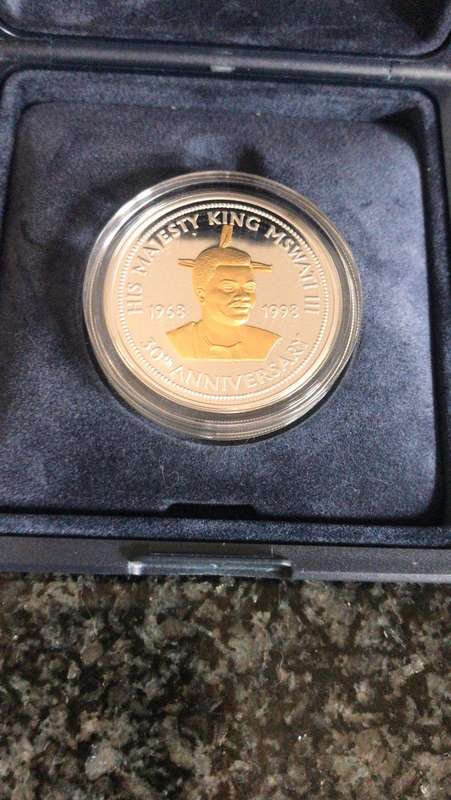 HIS MAJESTY KING MSWATI III
1968 1998
30TH ANNIVERSARY